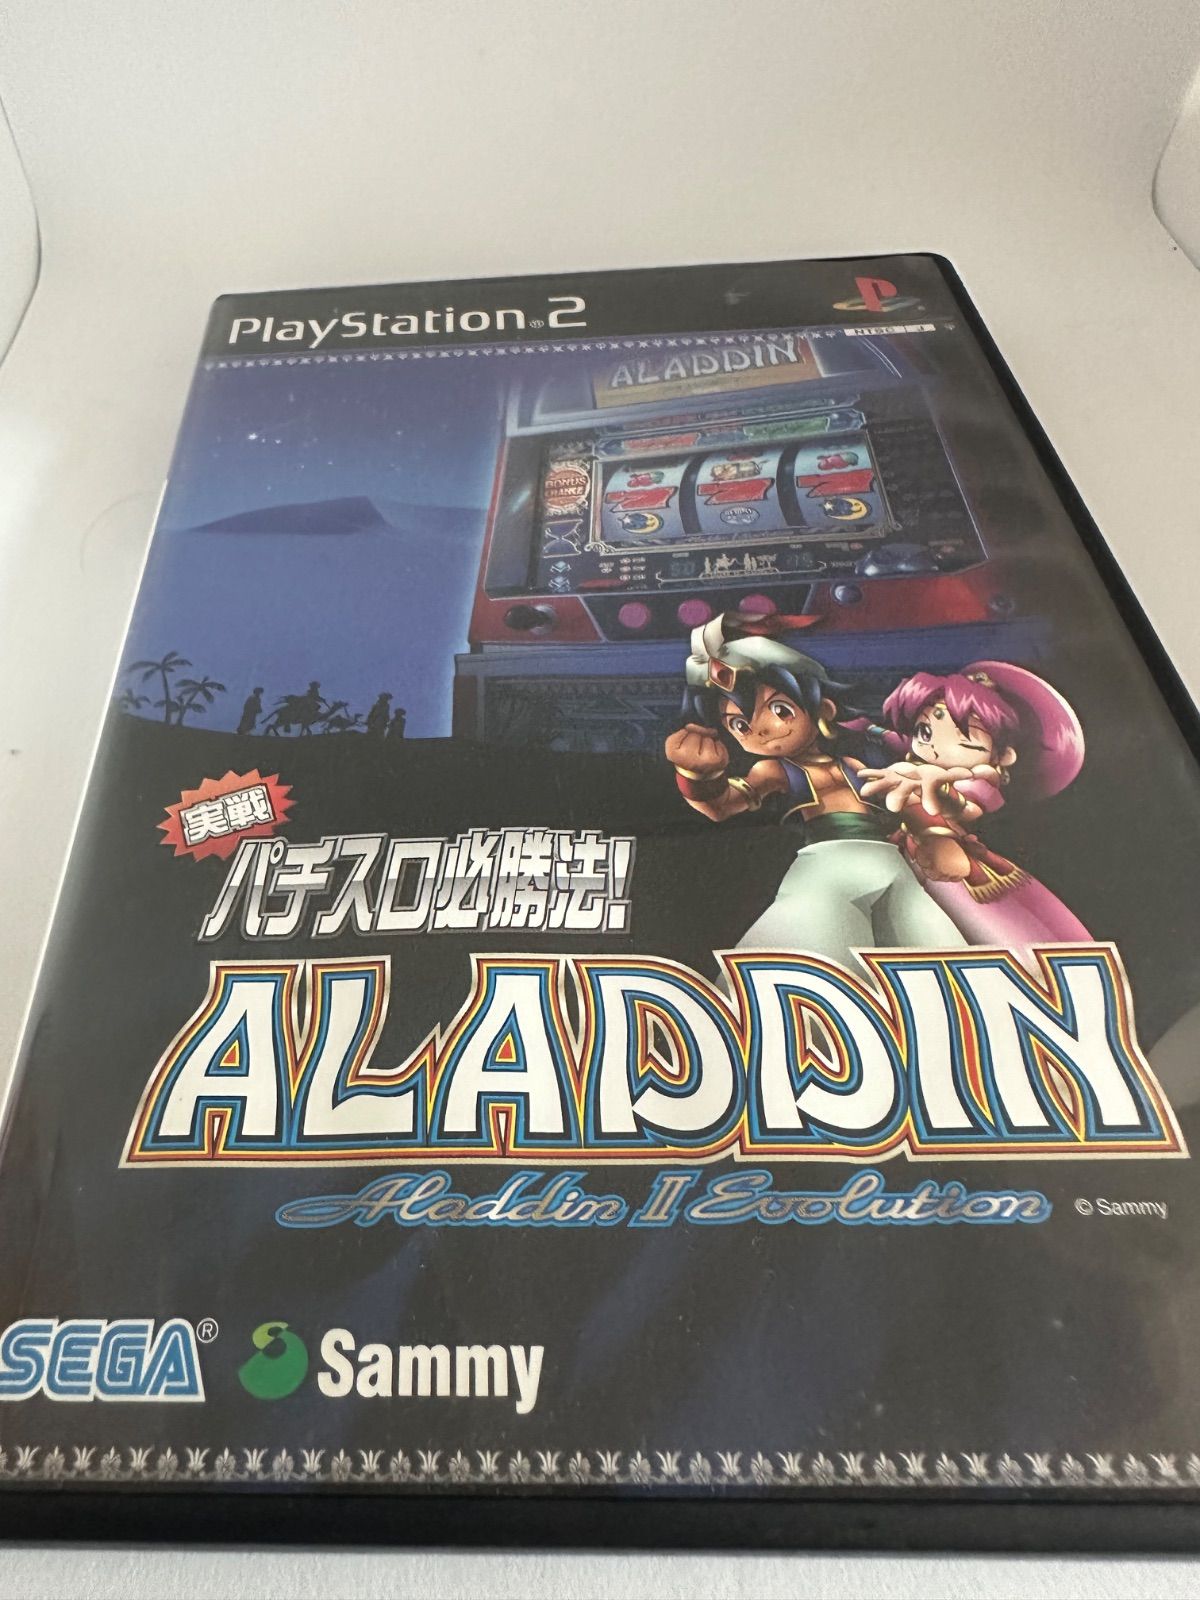 PlayStation®2
NTSC J
ALADDIN
BONUS
CHANCE
実戦
パチスロ必勝法!
ALADDIN
Aladdin II Evolution
© Sammy
SEGA®
Sammy